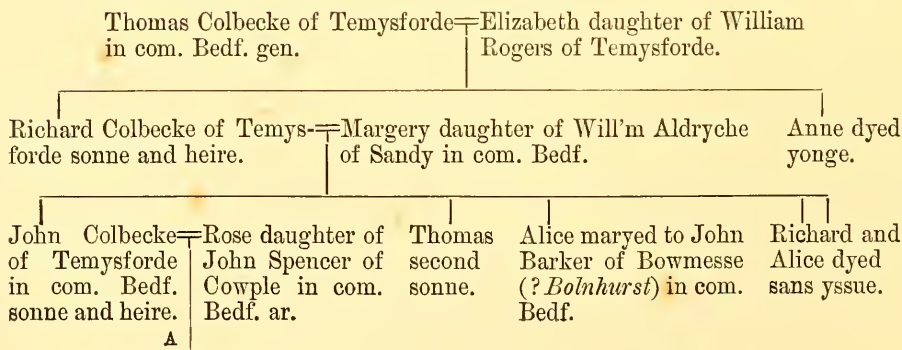 Thomas Colbecke of Temysforde
in com. Bedf. gen.
Elizabeth daughter of William
Rogers of Temysforde.
Richard Colbecke of Temys-
forde sonne and heire.
Margery daughter of Will'm Aldryche
of Sandy in com. Bedf.
Anne dyed
yonge.
John Colbecke
of Temysforde
in com. Bedf.
sonne and heire.
A
Rose daughter of
John Spencer of
Cowple in com.
Bedf. ar.
Thomas
second
sonne.
Alice maryed to John
Barker of Bowmesse
(? Bolnhurst) in com.
Bedf.
Richard and
Alice dyed
sans yssue.